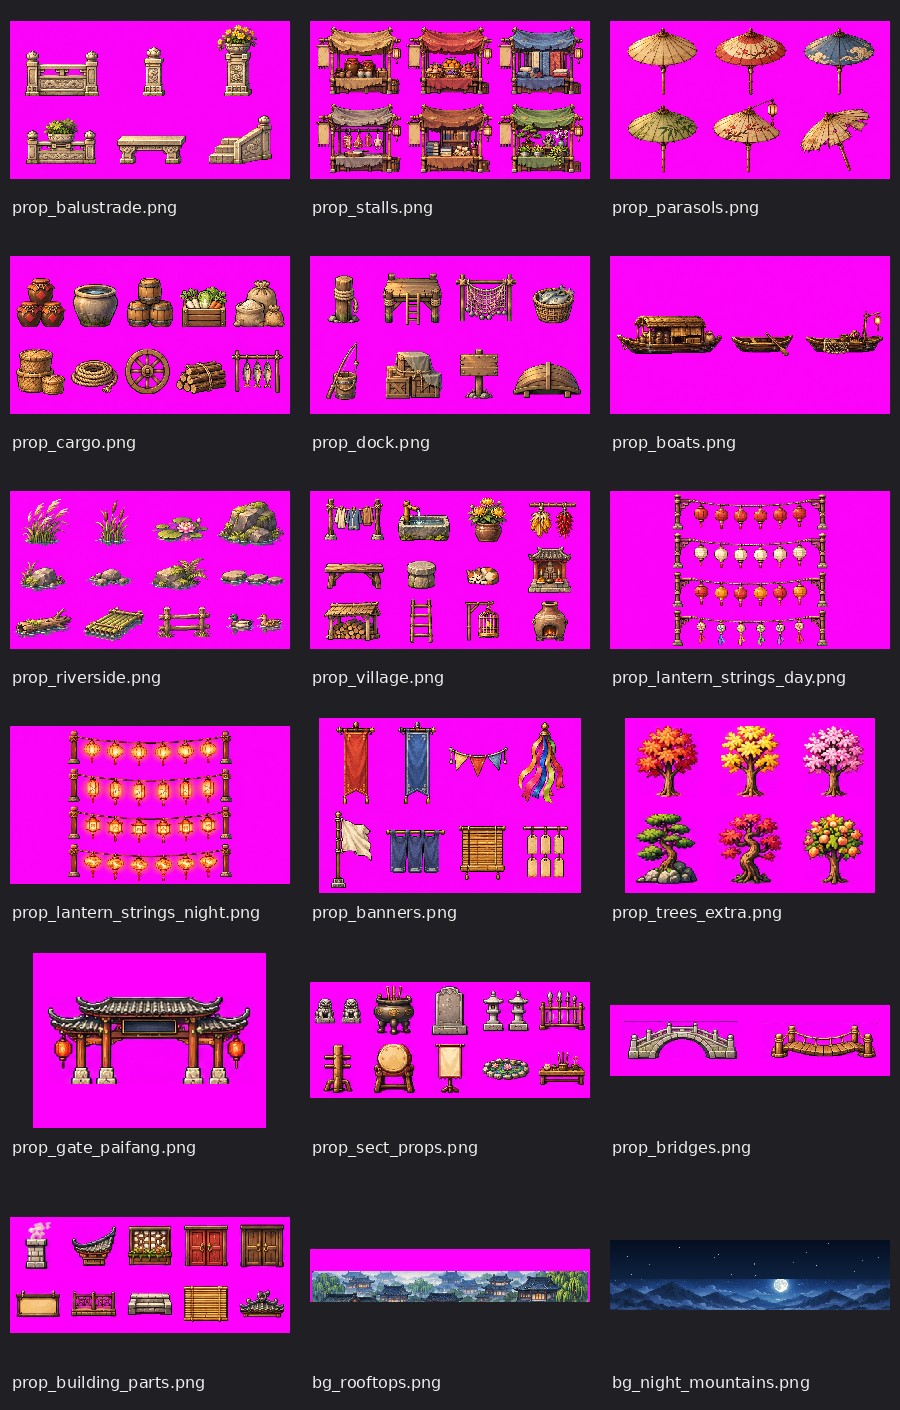 prop_balustrade.png
prop_stalls.png
prop_parasols.png
prop_cargo.png
prop_dock.png
prop_boats.png
prop_riverside.png
prop_village.png
prop_lantern_strings_day.png
prop_lantern_strings_night.png
prop_banners.png
prop_trees_extra.png
prop_gate_paifang.png
prop_sect_props.png
prop_bridges.png
prop_building_parts.png
bg_rooftops.png
bg_night_mountains.png